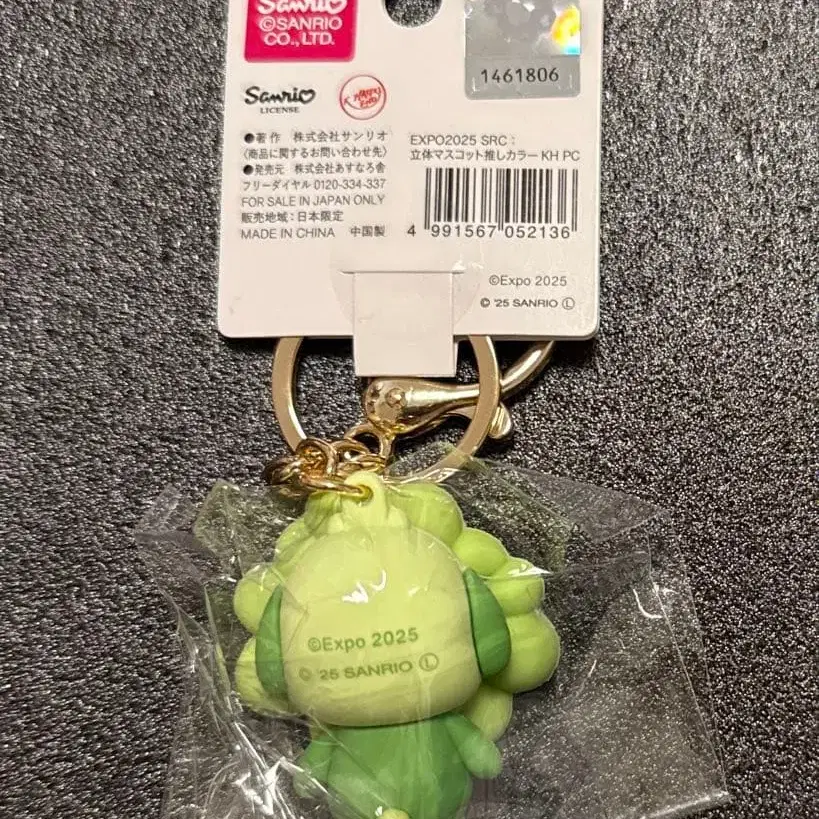 Sanrio
©SANRIO
CO., LTD.
1461806
Sanrio
LICENSE
●著作 株式会社サンリオ
〈商品に関するお問い合わせ先〉
●発売元 株式会社あすなろ舎
フリーダイヤル 0120-334-337
FOR SALE IN JAPAN ONLY
販売地域:日本限定
MADE IN CHINA 中国製
EXPO2025 SRC:
立体マスコット推しカラー KH PC
4 991567 052136
©Expo 2025
© '25 SANRIO Ⓛ
©Expo 2025
© '25 SANRIO Ⓛ